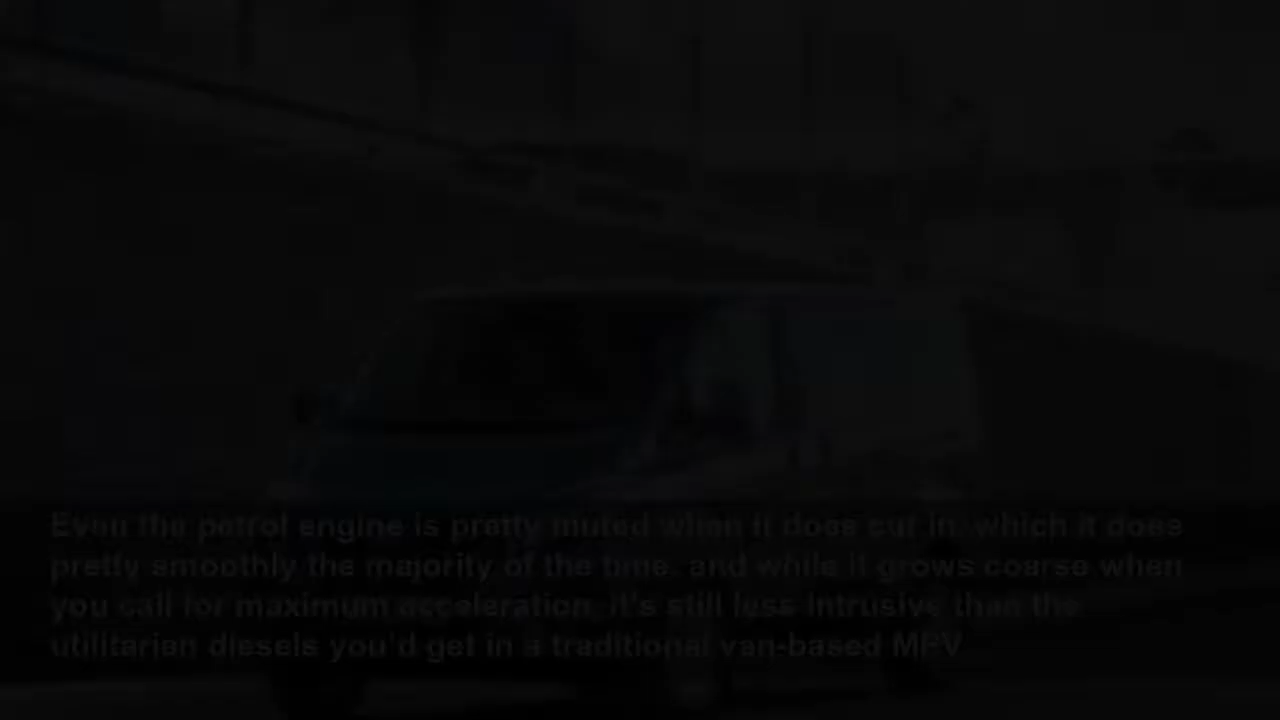 Even the petrol engine is pretty muted when it does cut in, which it does
pretty smoothly the majority of the time, and while it grows coarse when
you call for maximum acceleration, it's still less intrusive than the
utilitarian diesels you'd get in a traditional van-based MPV.